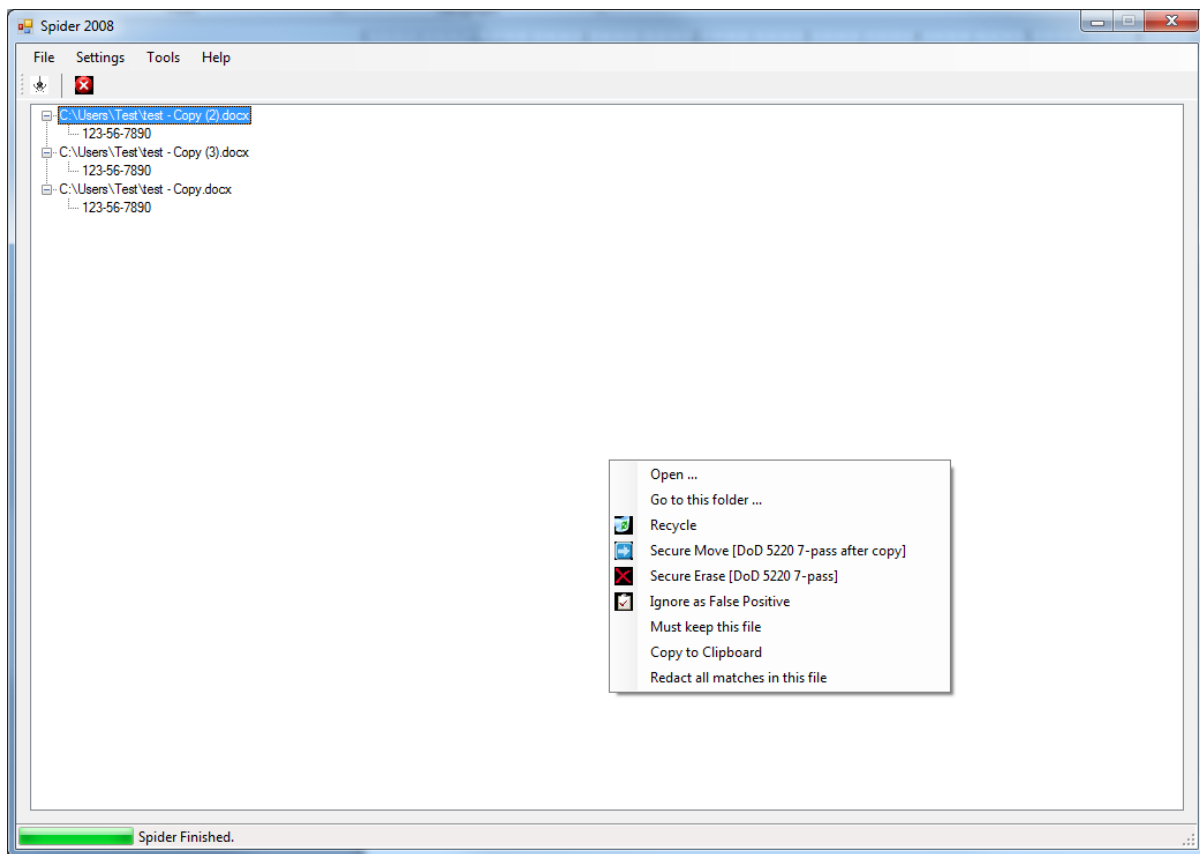 Spider 2008
File Settings Tools Help
C:\Users\Test\test - Copy (2).docx
123-56-7890
C:\Users\Test\test - Copy (3).docx
123-56-7890
C:\Users\Test\test - Copy.docx
123-56-7890
Open ...
Go to this folder ...
Recycle
Secure Move [DoD 5220 7-pass after copy]
Secure Erase [DoD 5220 7-pass]
Ignore as False Positive
Must keep this file
Copy to Clipboard
Redact all matches in this file
Spider Finished.